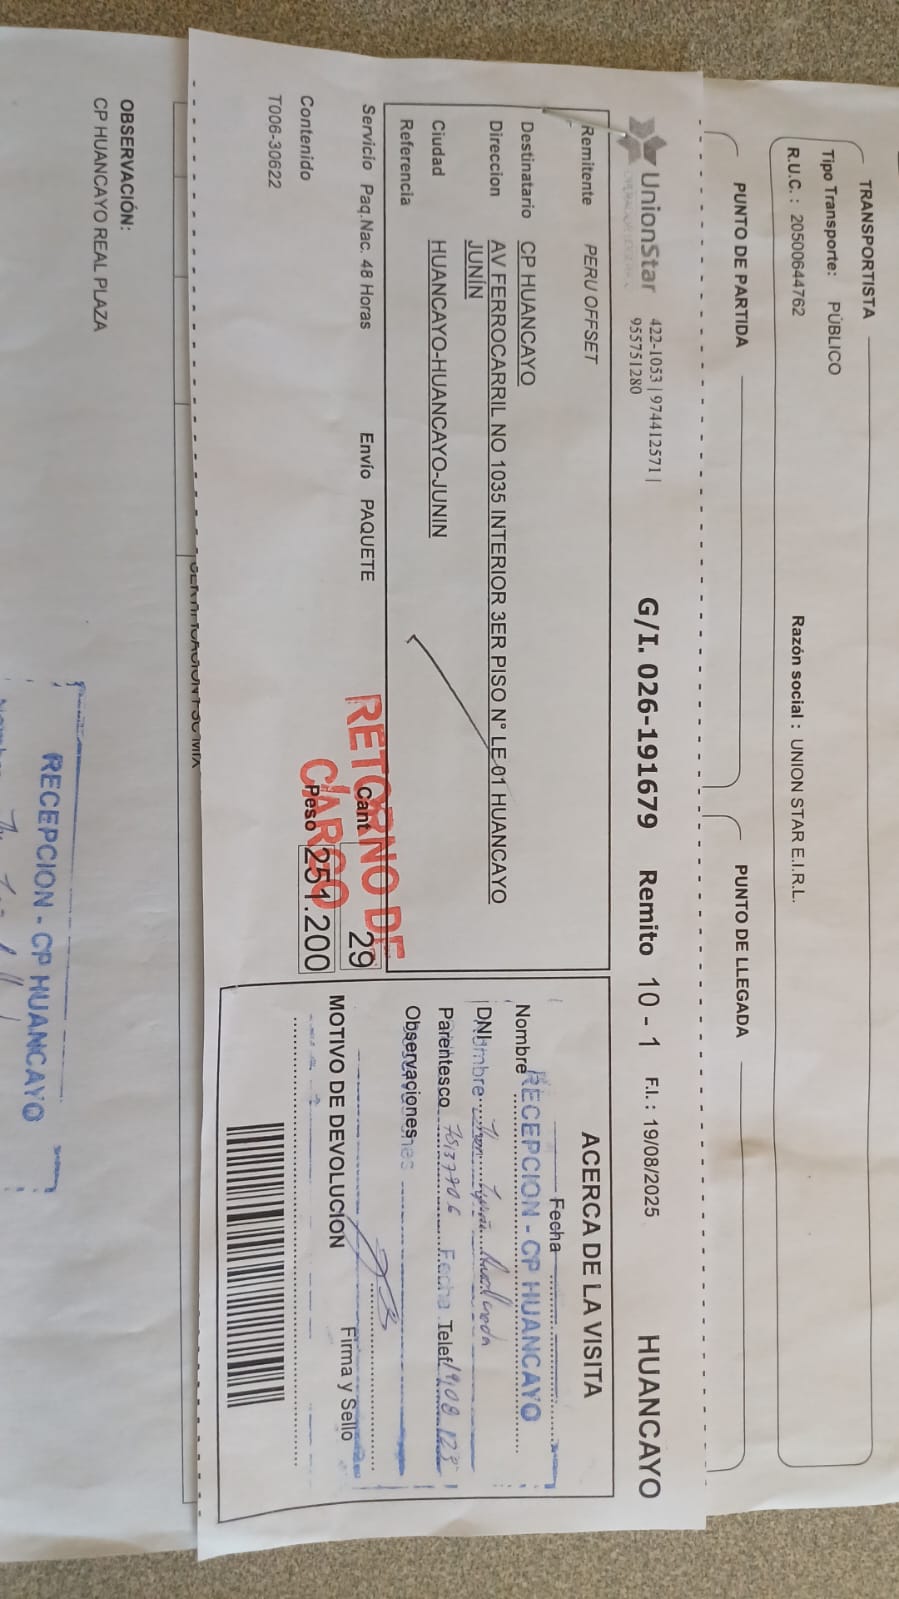 TRANSPORTISTA
Tipo Transporte: PÚBLICO
R.U.C. : 20500644762 Razón social : UNION STAR E.I.R.L.
PUNTO DE PARTIDA PUNTO DE LLEGADA
UnionStar 422-1053 | 974412571 |
955751280
G/I. 026-191679 Remito 10 - 1 F.I. : 19/08/2025 HUANCAYO
Remitente PERU OFFSET
Destinatario CP HUANCAYO
Direccion AV FERROCARRIL NO 1035 INTERIOR 3ER PISO N° LE-01 HUANCAYO
JUNÍN
Ciudad HUANCAYO-HUANCAYO-JUNIN
Referencia
Servicio Paq.Nac. 48 Horas Envío PAQUETE Cant 29
Contenido Peso 251.200
T006-30622
RETORNO DE
CARGO
ACERCA DE LA VISITA
Fecha
Nombre
RECEPCION - CP HUANCAYO
DNI
Parentesco Telef
Fecha
Observaciones
MOTIVO DE DEVOLUCION Firma y Sello
OBSERVACIÓN:
CP HUANCAYO REAL PLAZA
RECEPCION - CP HUANCAYO